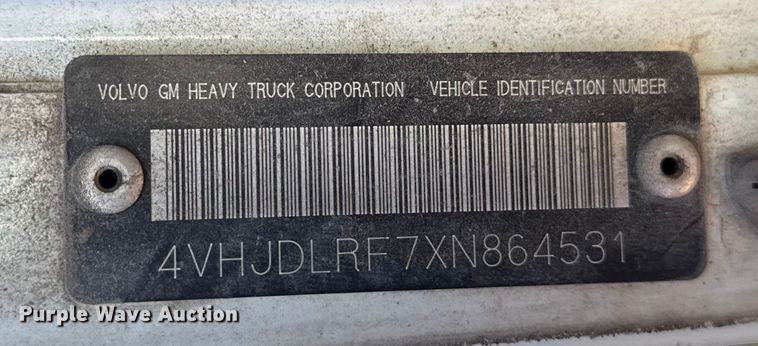 VOLVO GM HEAVY TRUCK CORPORATION VEHICLE IDENTIFICATION NUMBER
4VHJDLRF7XN864531
Purple Wave Auction